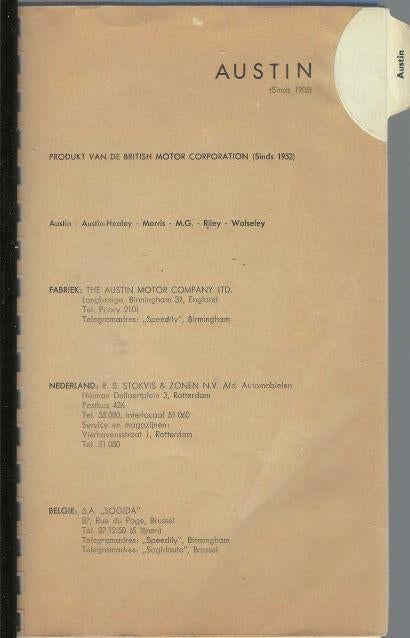 AUSTIN
(Sinds 1905)
Austin
PRODUKT VAN DE BRITISH MOTOR CORPORATION (Sinds 1952)
Austin - Austin-Healey - Morris - M.G. - Riley - Wolseley
FABRIEK: THE AUSTIN MOTOR COMPANY LTD.
Longbridge, Birmingham 31, England
Tel. Priory 2101
Telegramadres: „Speedily", Birmingham
NEDERLAND: R. S. STOKVIS & ZONEN N.V. Afd. Automobielen
Heiman Dullaertplein 3, Rotterdam
Postbus 426
Tel. 35 080, interlocaal 51 060
Service en magazijnen:
Vierhavensstraat 1, Rotterdam
Tel. 51 080
BELGIE: S.A. „SOGIDA"
87, Rue du Page, Brussel
Tel. 37.12.50 (5 lijnen)
Telegramadres: „Speedily", Birmingham
Telegramadres: „Sogidauto", Brussel